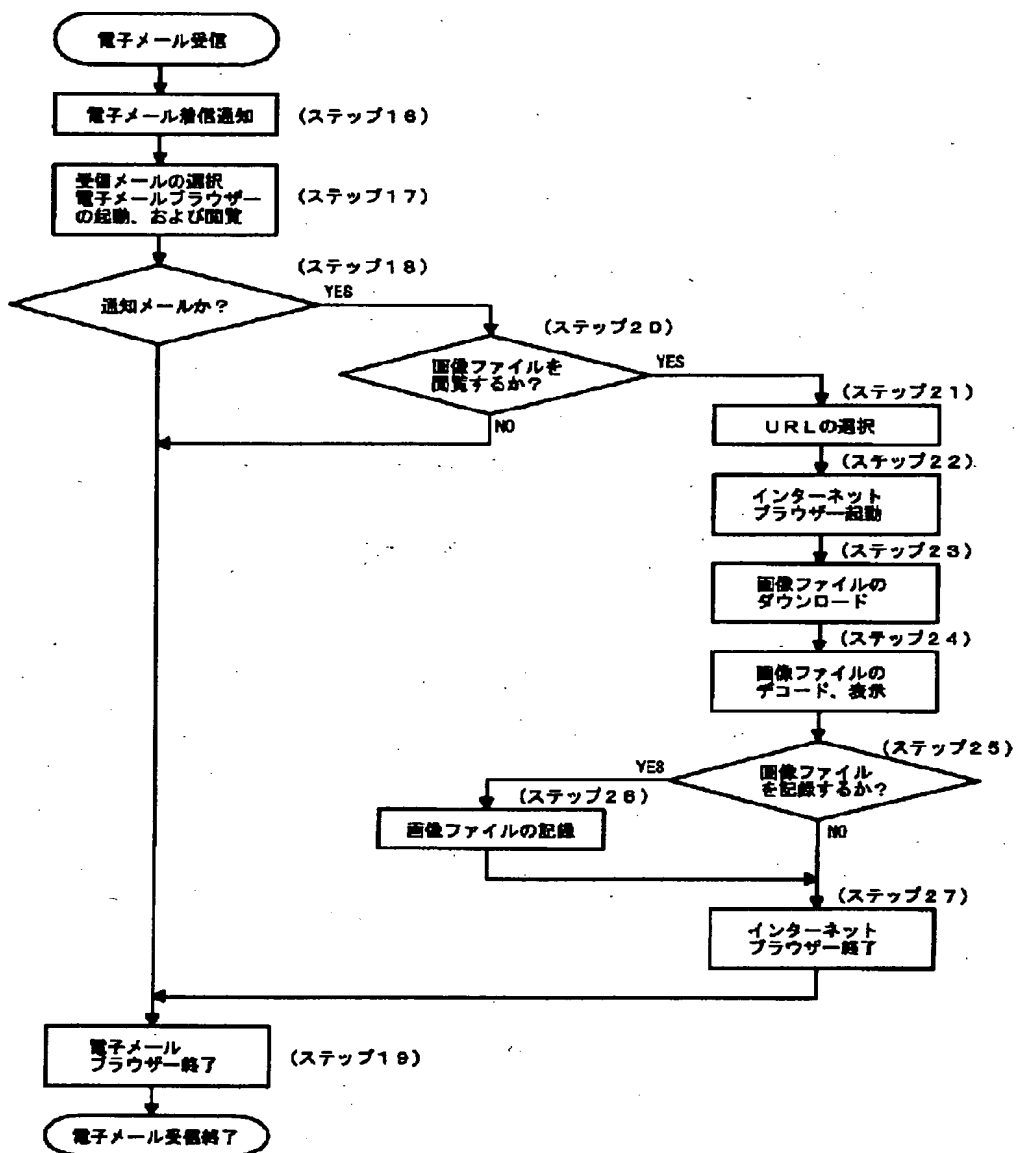 電子メール受信
電子メール着信通知
(ステップ16)
受信メールの選択
電子メールブラウザー
の起動、および閲覧
(ステップ17)
(ステップ18)
通知メールか?
YES
(ステップ20)
画像ファイルを
閲覧するか?
YES
NO
(ステップ21)
URLの選択
(ステップ22)
インターネット
ブラウザー起動
(ステップ23)
画像ファイルの
ダウンロード
(ステップ24)
画像ファイルの
デコード、表示
(ステップ25)
画像ファイル
を記録するか?
YES
NO
(ステップ26)
画像ファイルの記録
(ステップ27)
インターネット
ブラウザー終了
電子メール
ブラウザー終了
(ステップ19)
電子メール受信終了